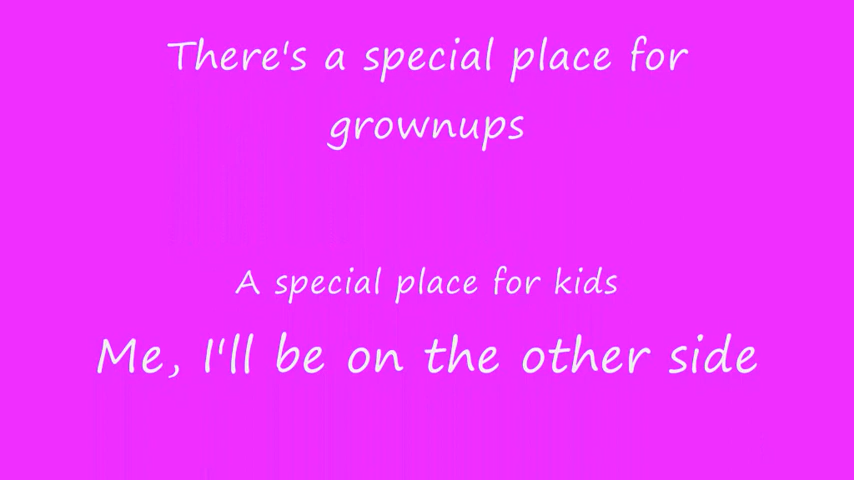 There's a special place for
grownups
A special place for kids
Me, I'll be on the other side